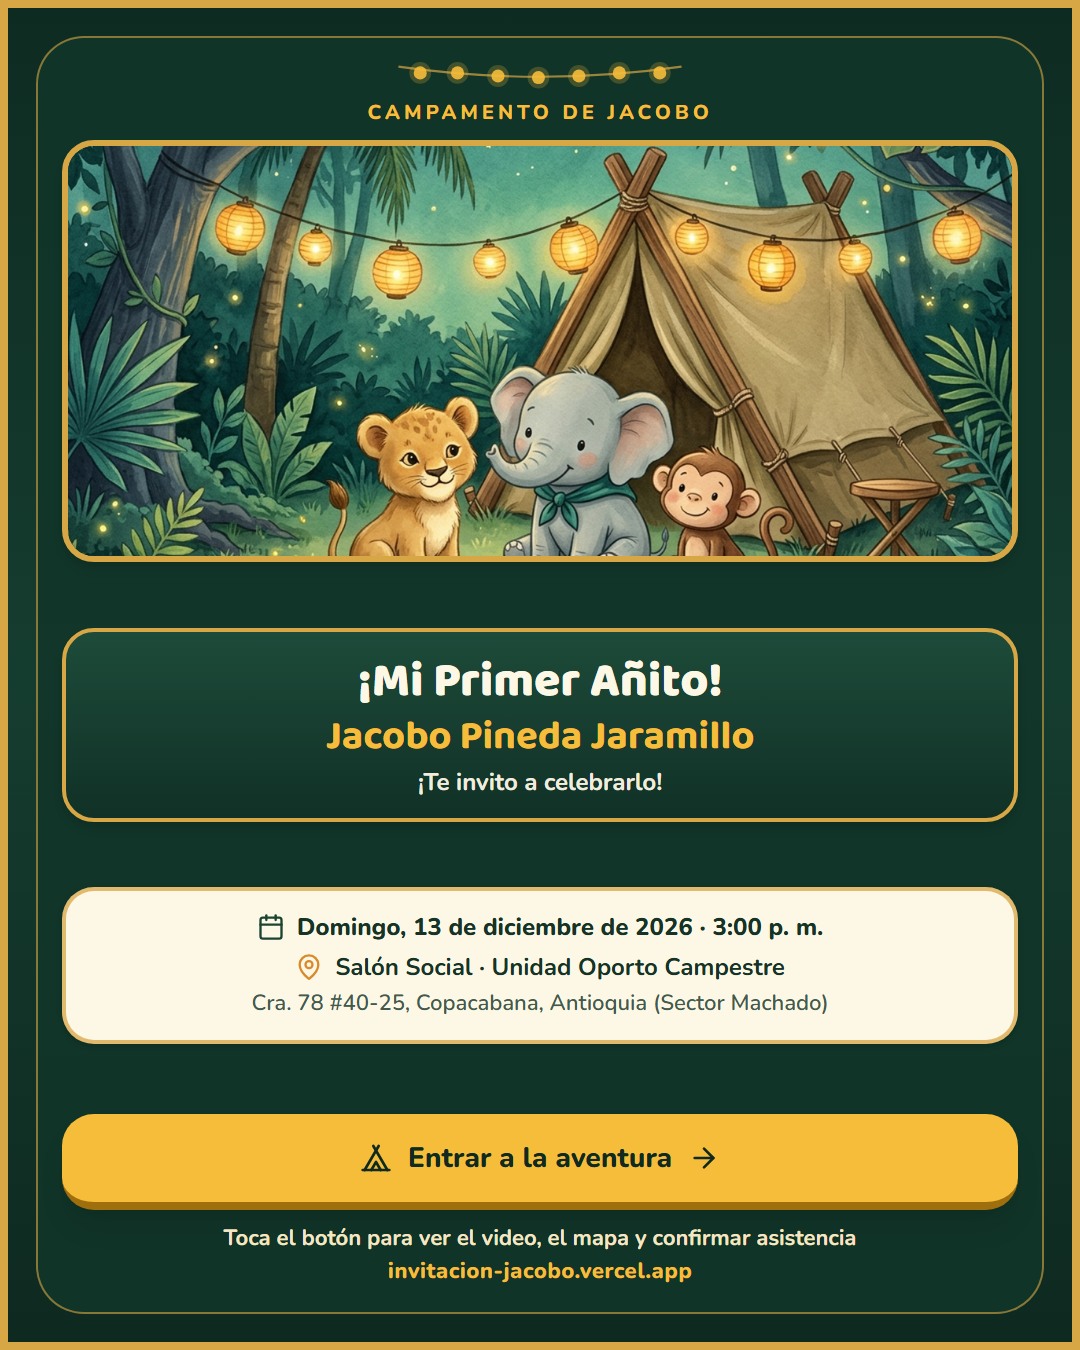 CAMPAMENTO DE JACOBO
¡Mi Primer Añito!
Jacobo Pineda Jaramillo
¡Te invito a celebrarlo!
Domingo, 13 de diciembre de 2026 · 3:00 p. m.
Salón Social · Unidad Oporto Campestre
Cra. 78 #40-25, Copacabana, Antioquia (Sector Machado)
Entrar a la aventura →
Toca el botón para ver el video, el mapa y confirmar asistencia
invitacion-jacobo.vercel.app